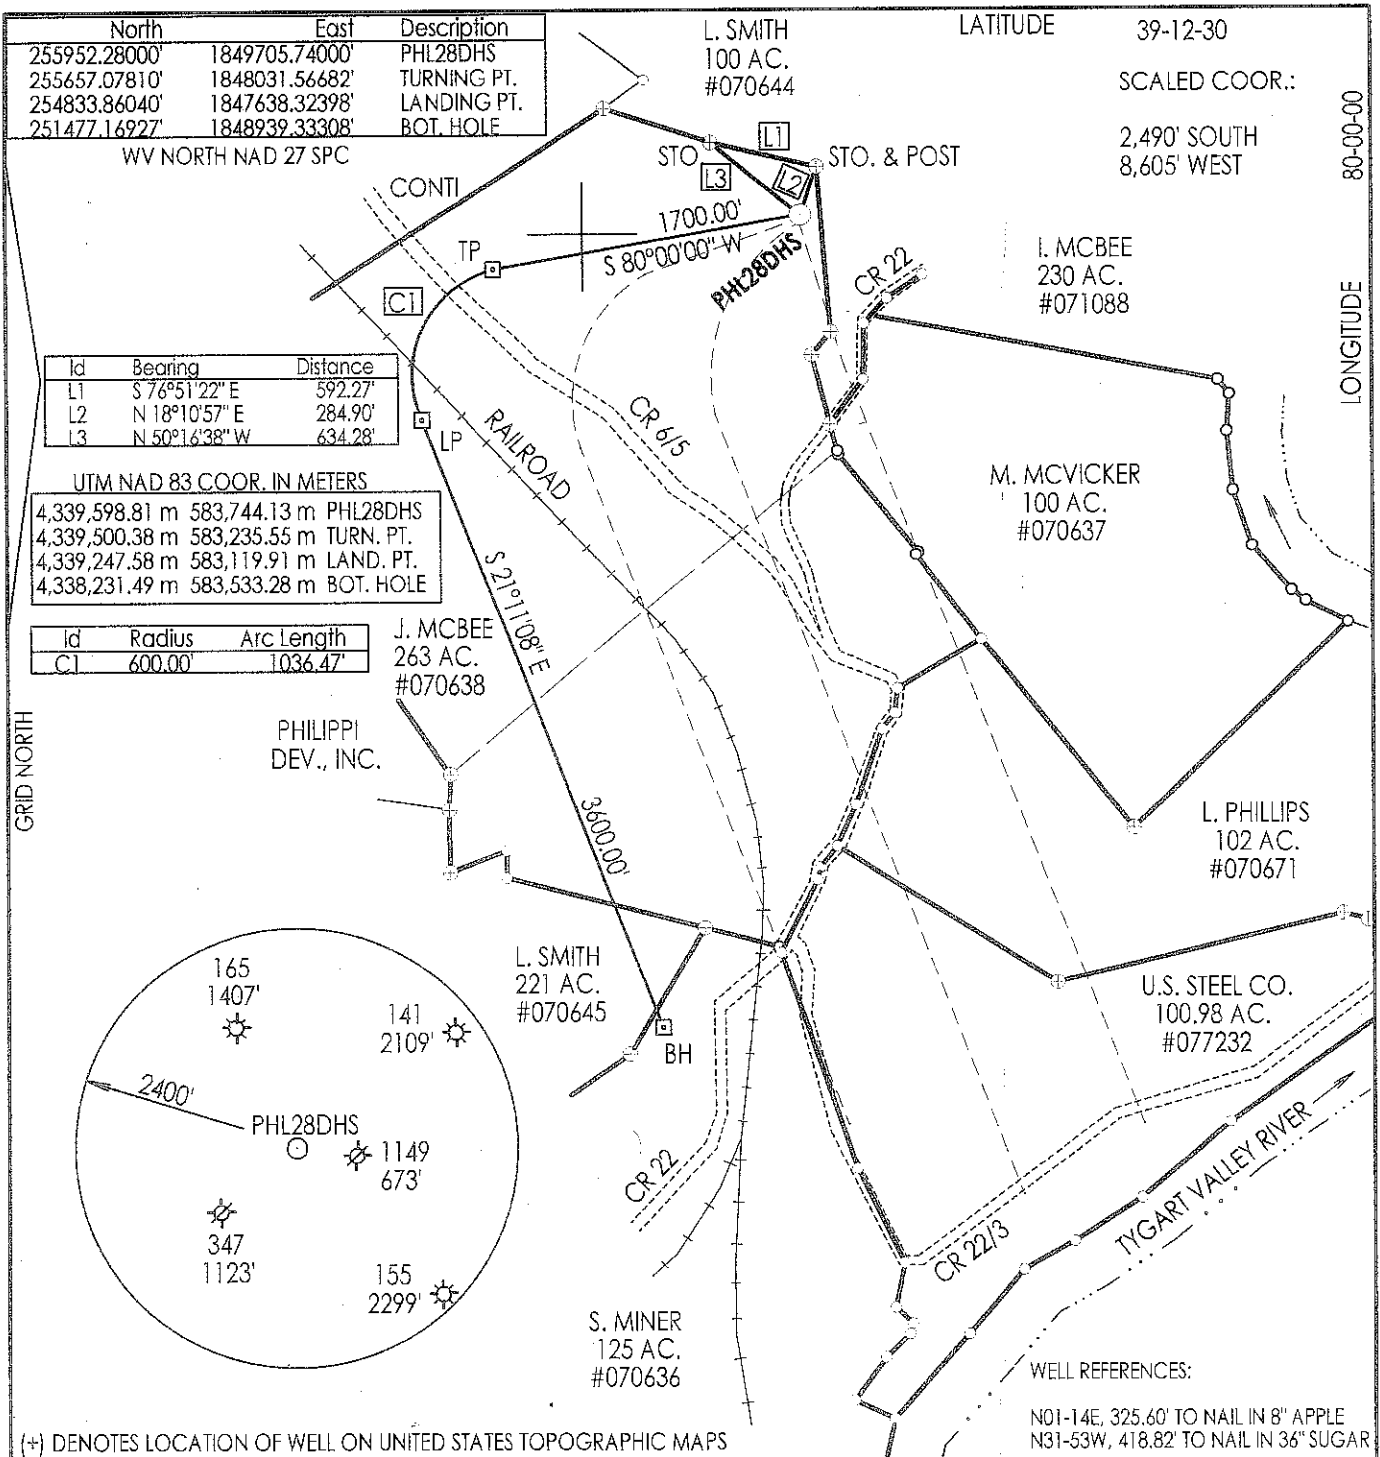 North East Description
255952.28000' 1849705.74000' PHL28DHS
255657.07810' 1848031.56682' TURNING PT.
254833.86040' 1847638.32398' LANDING PT.
251477.16927' 1848939.33308' BOT. HOLE
WV NORTH NAD 27 SPC
L. SMITH
100 AC.
#070644
LATITUDE 39-12-30
SCALED COOR.:
2,490' SOUTH
8,605' WEST
80-00-00
LONGITUDE
CONTI
STO
L1
L3
L2
STO. & POST
TP
1700.00'
S 80°00'00" W
PHL28DHS
CR 22
I. MCBEE
230 AC.
#071088
C1
Id Bearing Distance
L1 S 76°51'22" E 592.27'
L2 N 18°10'57" E 284.90'
L3 N 50°16'38" W 634.28'
LP
RAILROAD
CR 6/5
M. MCVICKER
100 AC.
#070637
UTM NAD 83 COOR. IN METERS
4,339,598.81 m 583,744.13 m PHL28DHS
4,339,500.38 m 583,235.55 m TURN. PT.
4,339,247.58 m 583,119.91 m LAND. PT.
4,338,231.49 m 583,533.28 m BOT. HOLE
S 21°11'08" E
Id Radius Arc Length
C1 600.00' 1036.47'
J. MCBEE
263 AC.
#070638
GRID NORTH
PHILIPPI
DEV., INC.
3600.00'
L. PHILLIPS
102 AC.
#070671
L. SMITH
221 AC.
#070645
BH
U.S. STEEL CO.
100.98 AC.
#077232
165
1407'
141
2109'
2400'
PHL28DHS
1149
673'
347
1123'
155
2299'
CR 22
CR 22/3
TYGART VALLEY RIVER
S. MINER
125 AC.
#070636
WELL REFERENCES:
N01-14E, 325.60' TO NAIL IN 8" APPLE
N31-53W, 418.82' TO NAIL IN 36" SUGAR
(+) DENOTES LOCATION OF WELL ON UNITED STATES TOPOGRAPHIC MAPS